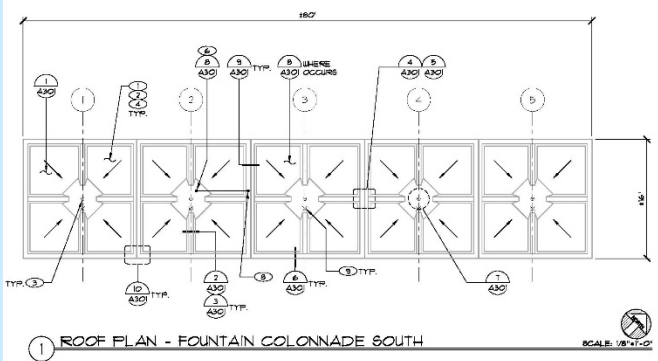 ±80'
1
A301
1
2
4
TYP.
6
8
A301
9
A301
TYP.
5
A301
WHERE
OCCURS
4
A301
5
A301
1
2
3
4
5
±16'
TYP.
3
10
A301
TYP.
2
A301
3
A301
TYP.
8
6
A301
TYP.
9
TYP.
7
A301
1
ROOF PLAN - FOUNTAIN COLONNADE SOUTH
SCALE: 1/8"=1'-0"